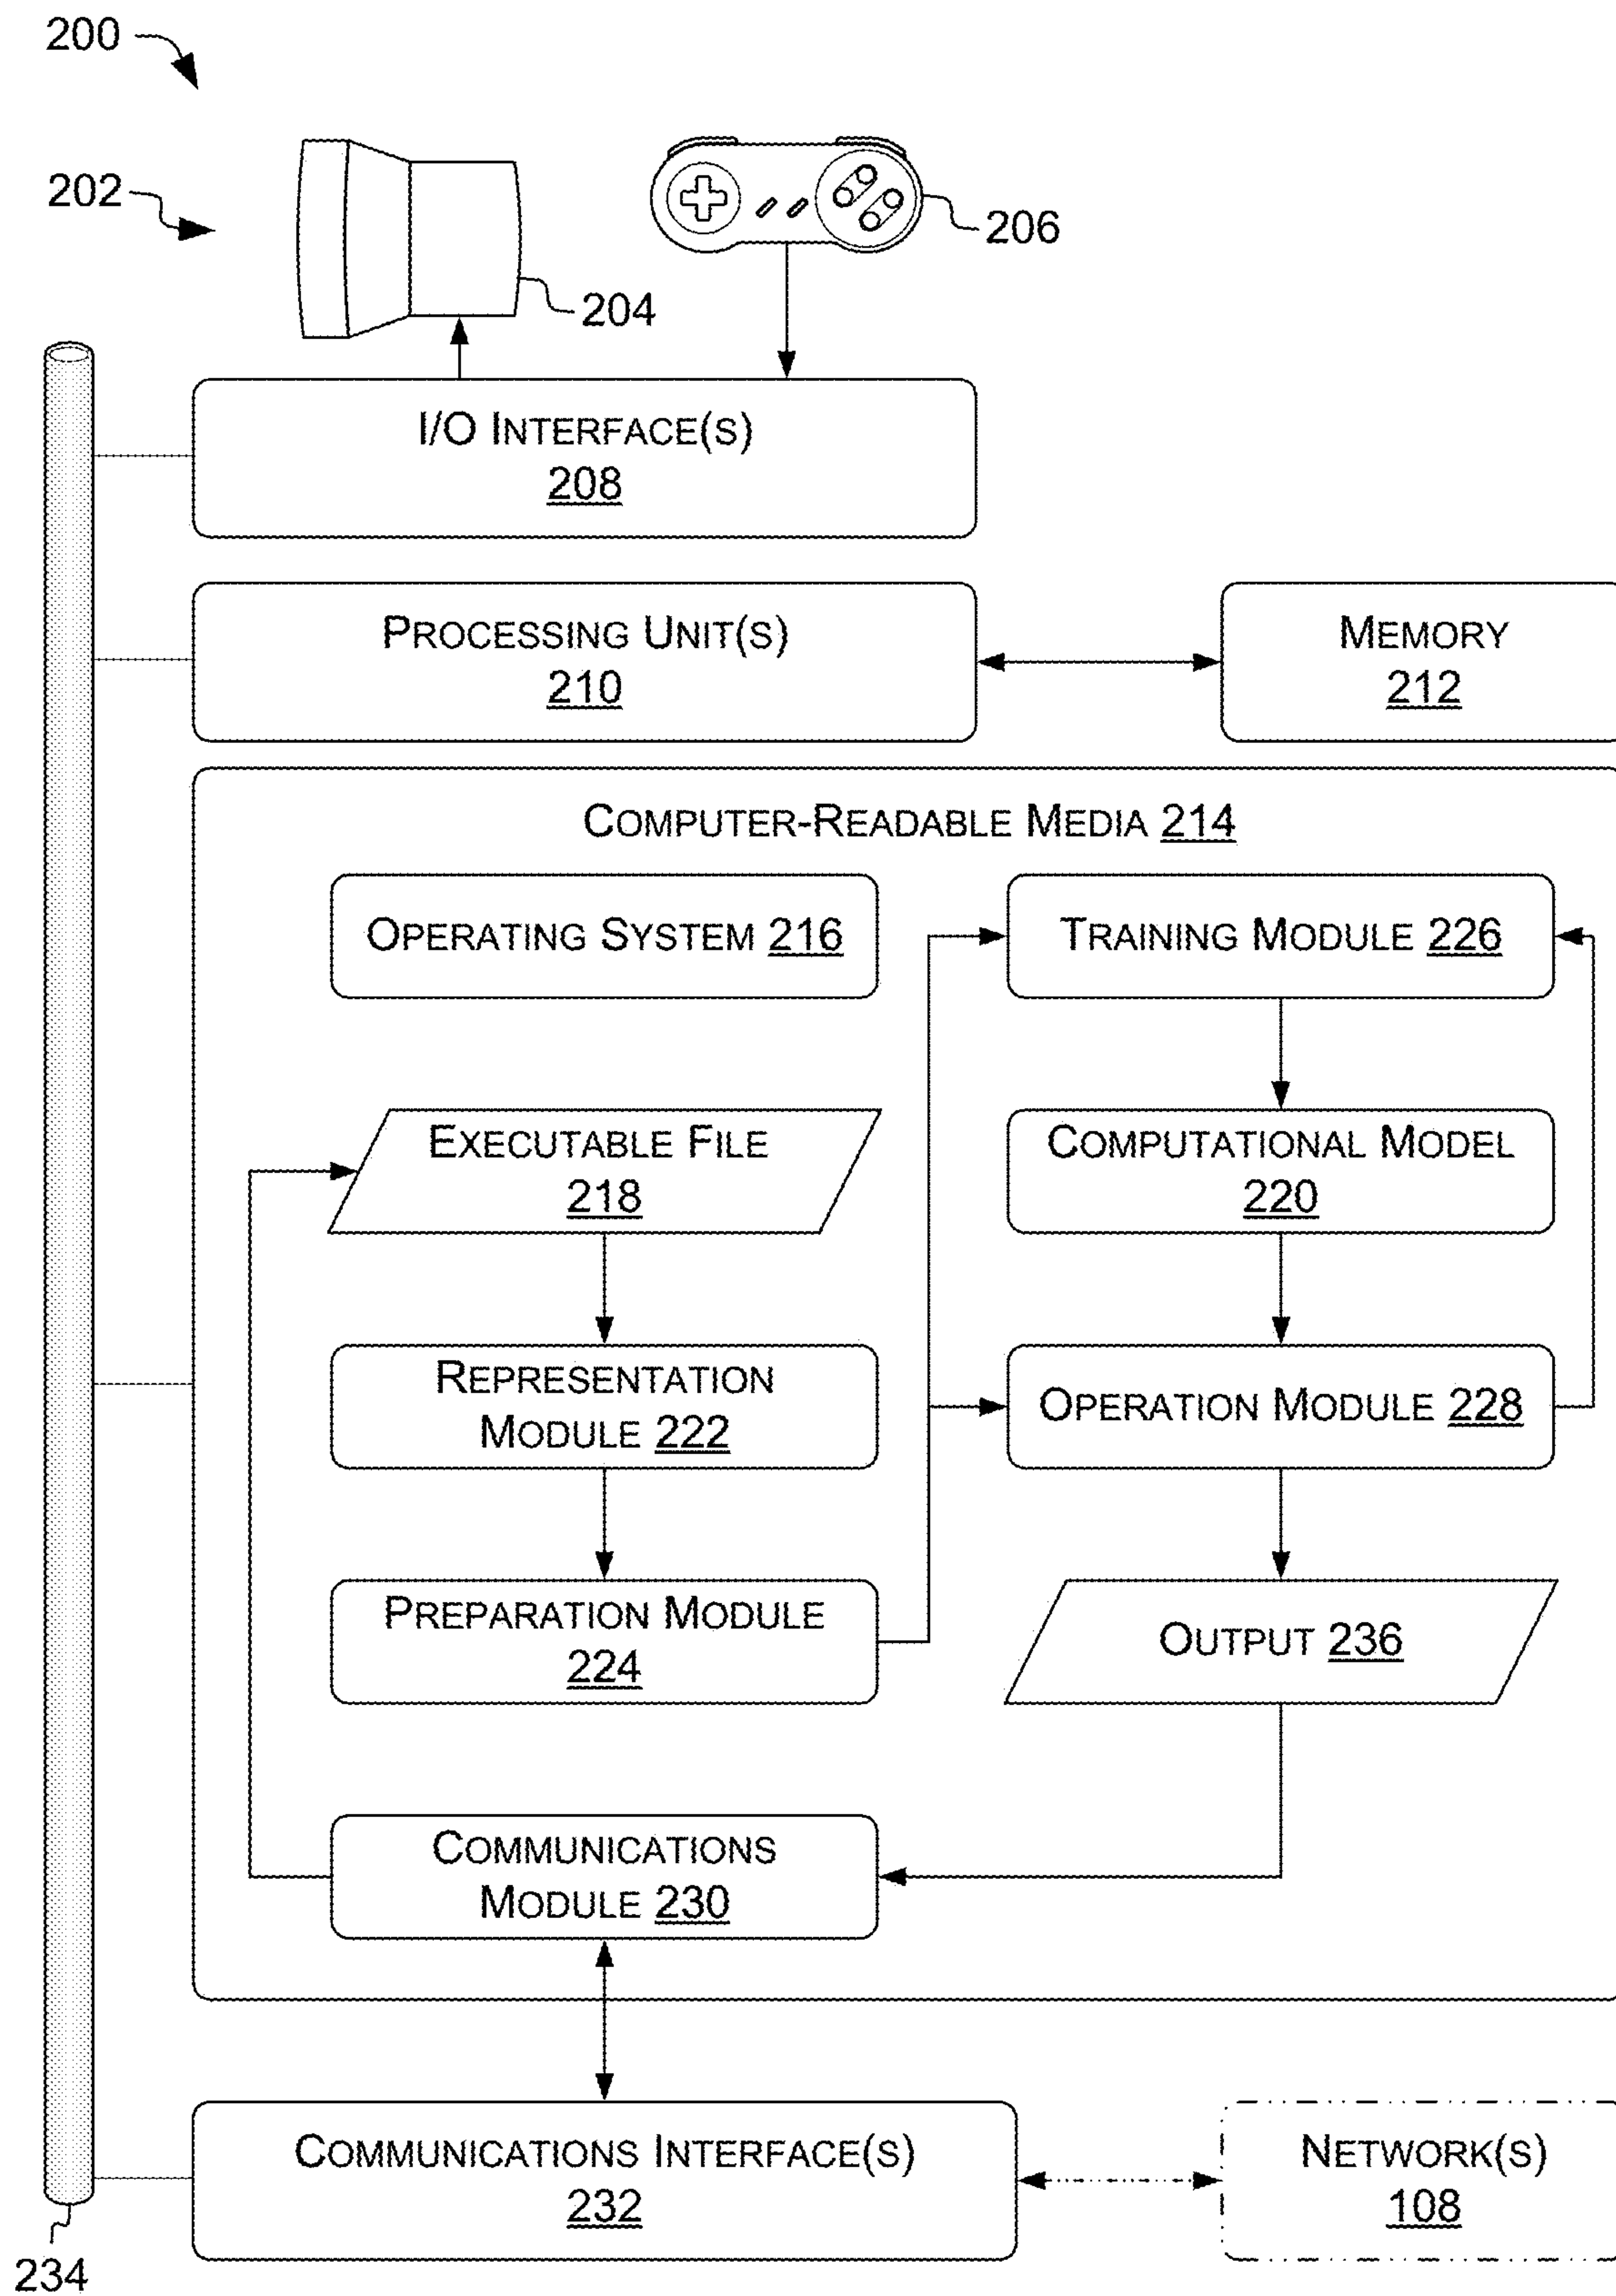 200
202
204
206
I/O INTERFACE(S)
208
PROCESSING UNIT(S)
210
MEMORY
212
COMPUTER-READABLE MEDIA 214
OPERATING SYSTEM 216
TRAINING MODULE 226
EXECUTABLE FILE
218
COMPUTATIONAL MODEL
220
REPRESENTATION
MODULE 222
OPERATION MODULE 228
PREPARATION MODULE
224
OUTPUT 236
COMMUNICATIONS
MODULE 230
COMMUNICATIONS INTERFACE(S)
232
NETWORK(S)
108
234